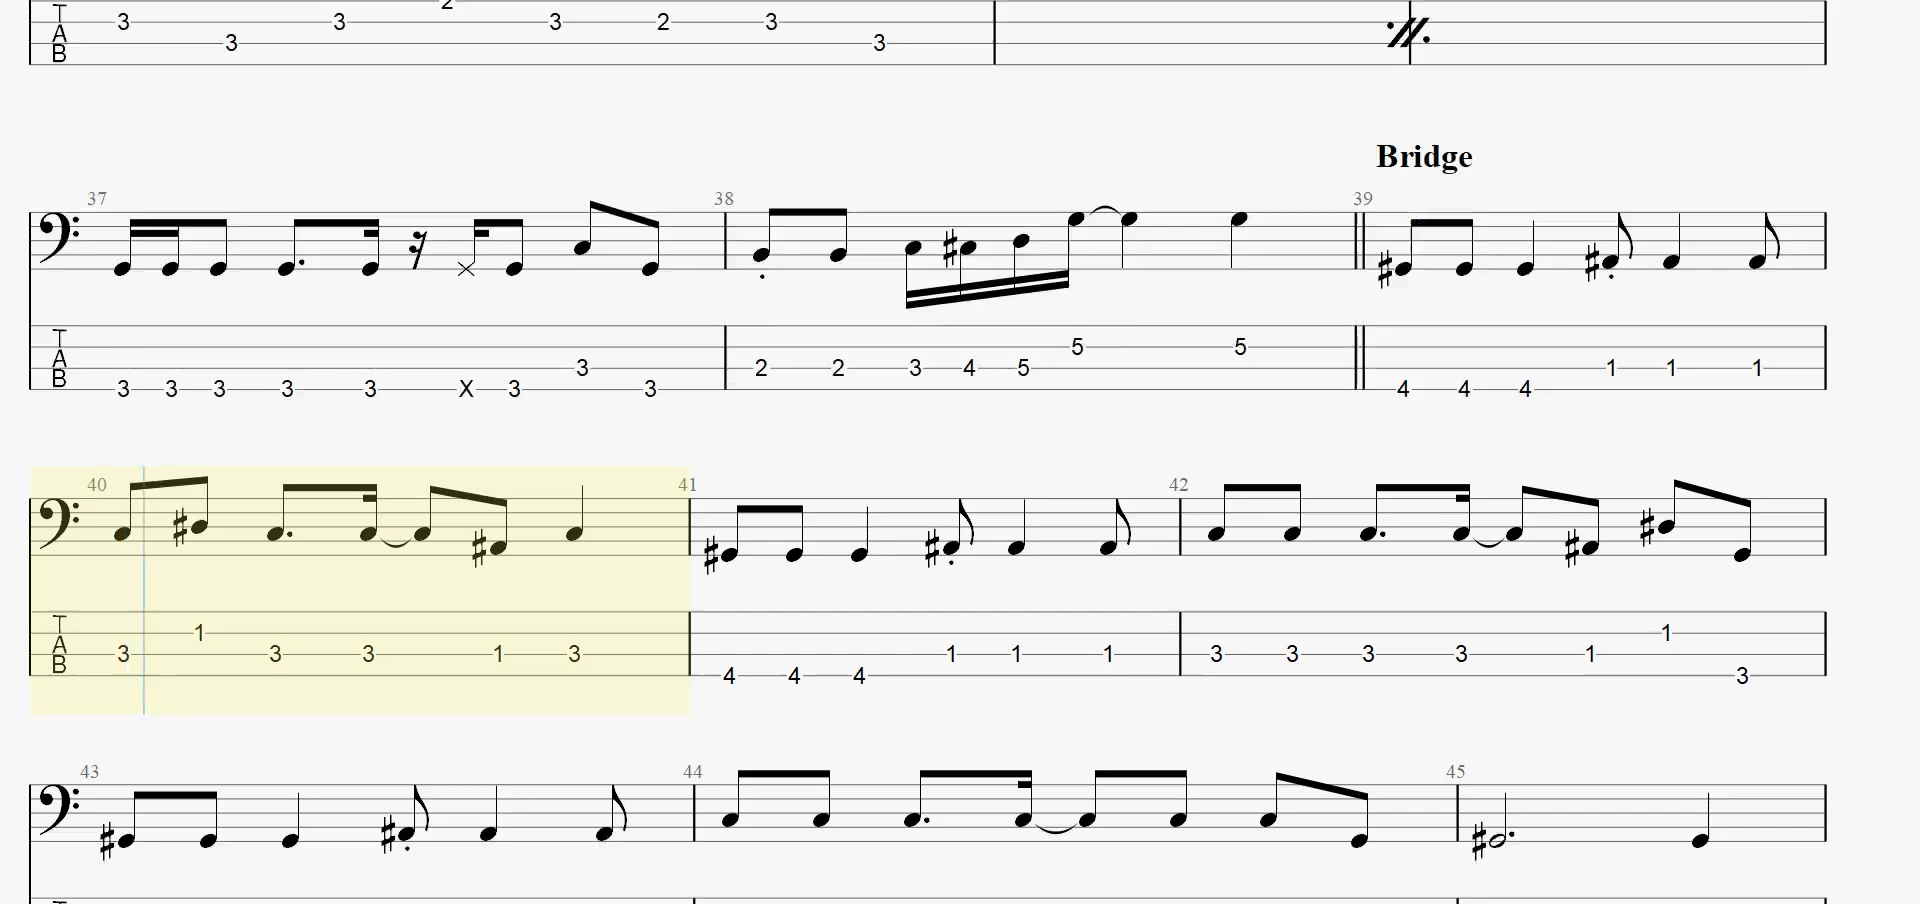 2
T 3 3 3 2 3
A 3 3
B
Bridge
37 38 39
T
A 5 5
B 3 2 2 3 4 5 1 1 1
3 3 3 3 3 X 3 3 4 4 4
40 41 42
T 1 1
A
B 3 3 3 1 3 1 1 1 3 3 3 3 1
4 4 4 3
43 44 45
T